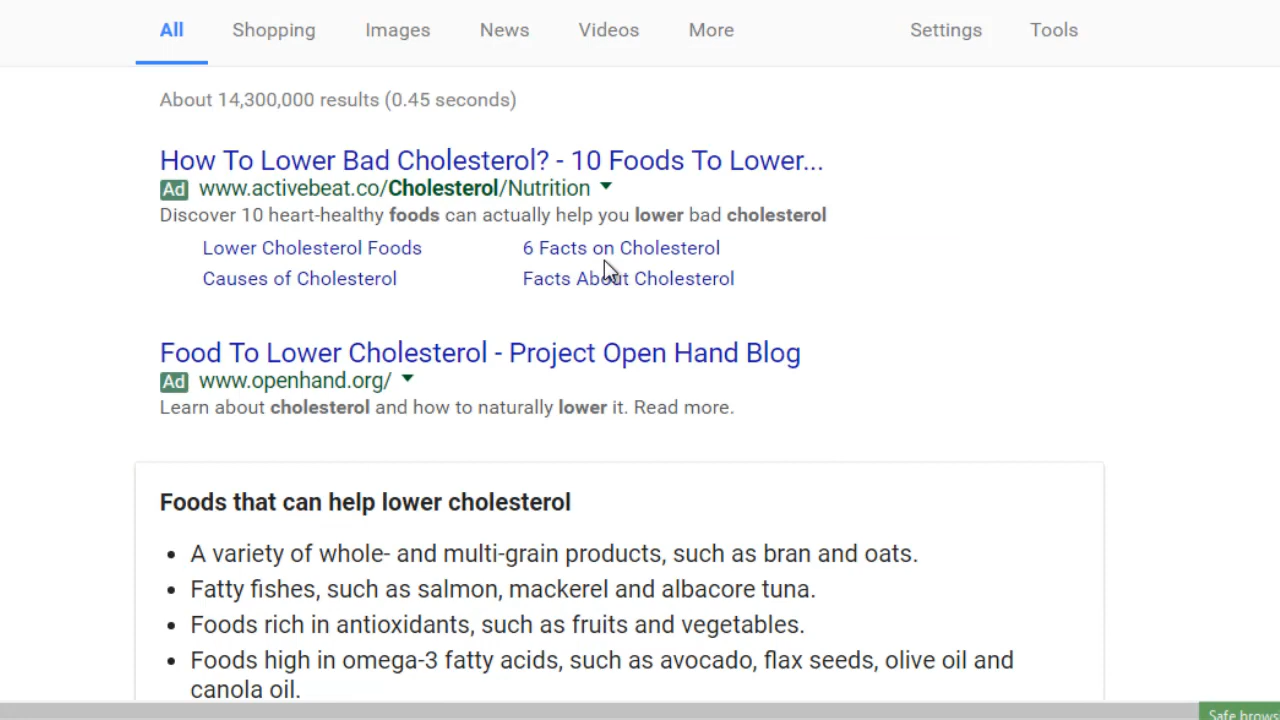 All Shopping Images News Videos More Settings Tools
About 14,300,000 results (0.45 seconds)
How To Lower Bad Cholesterol? - 10 Foods To Lower...
Ad www.activebeat.co/Cholesterol/Nutrition
Discover 10 heart-healthy foods can actually help you lower bad cholesterol
Lower Cholesterol Foods 6 Facts on Cholesterol
Causes of Cholesterol Facts About Cholesterol
Food To Lower Cholesterol - Project Open Hand Blog
Ad www.openhand.org/
Learn about cholesterol and how to naturally lower it. Read more.
Foods that can help lower cholesterol
• A variety of whole- and multi-grain products, such as bran and oats.
• Fatty fishes, such as salmon, mackerel and albacore tuna.
• Foods rich in antioxidants, such as fruits and vegetables.
• Foods high in omega-3 fatty acids, such as avocado, flax seeds, olive oil and
canola oil.
Safe brows